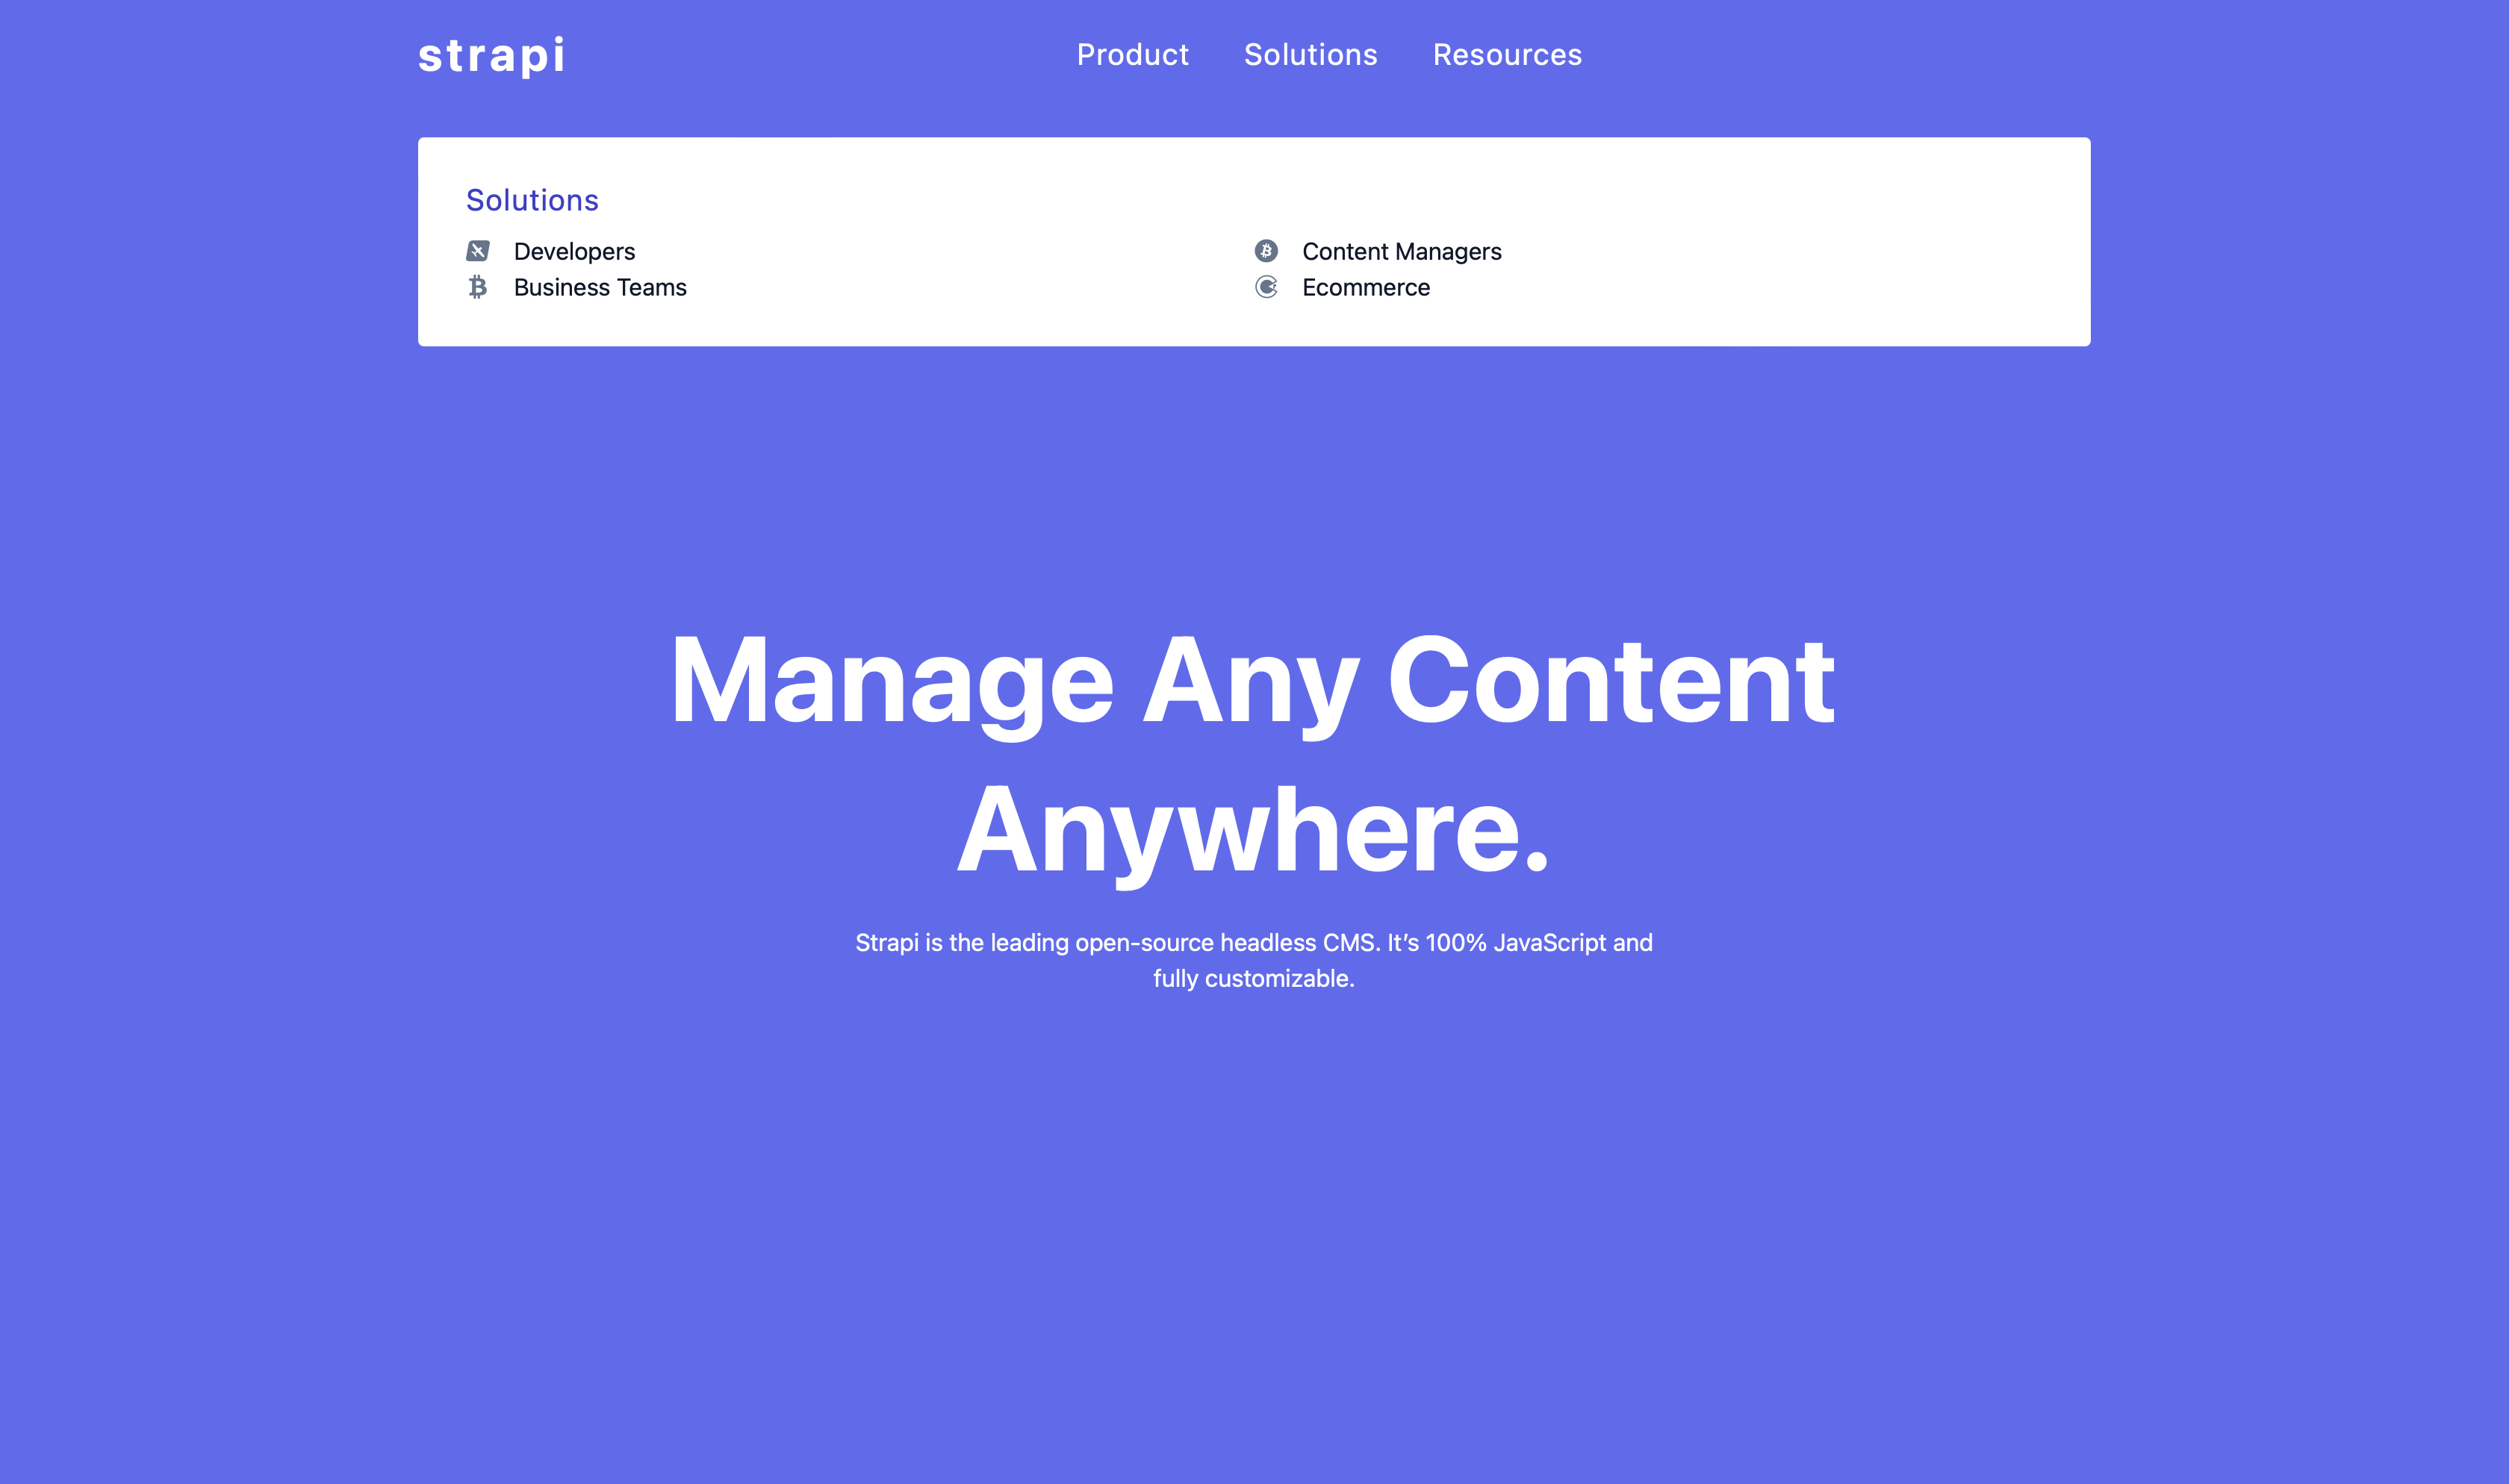 strapi
Product Solutions Resources
Solutions
Developers
Content Managers
Business Teams
Ecommerce
Manage Any Content
Anywhere.
Strapi is the leading open-source headless CMS. It’s 100% JavaScript and
fully customizable.